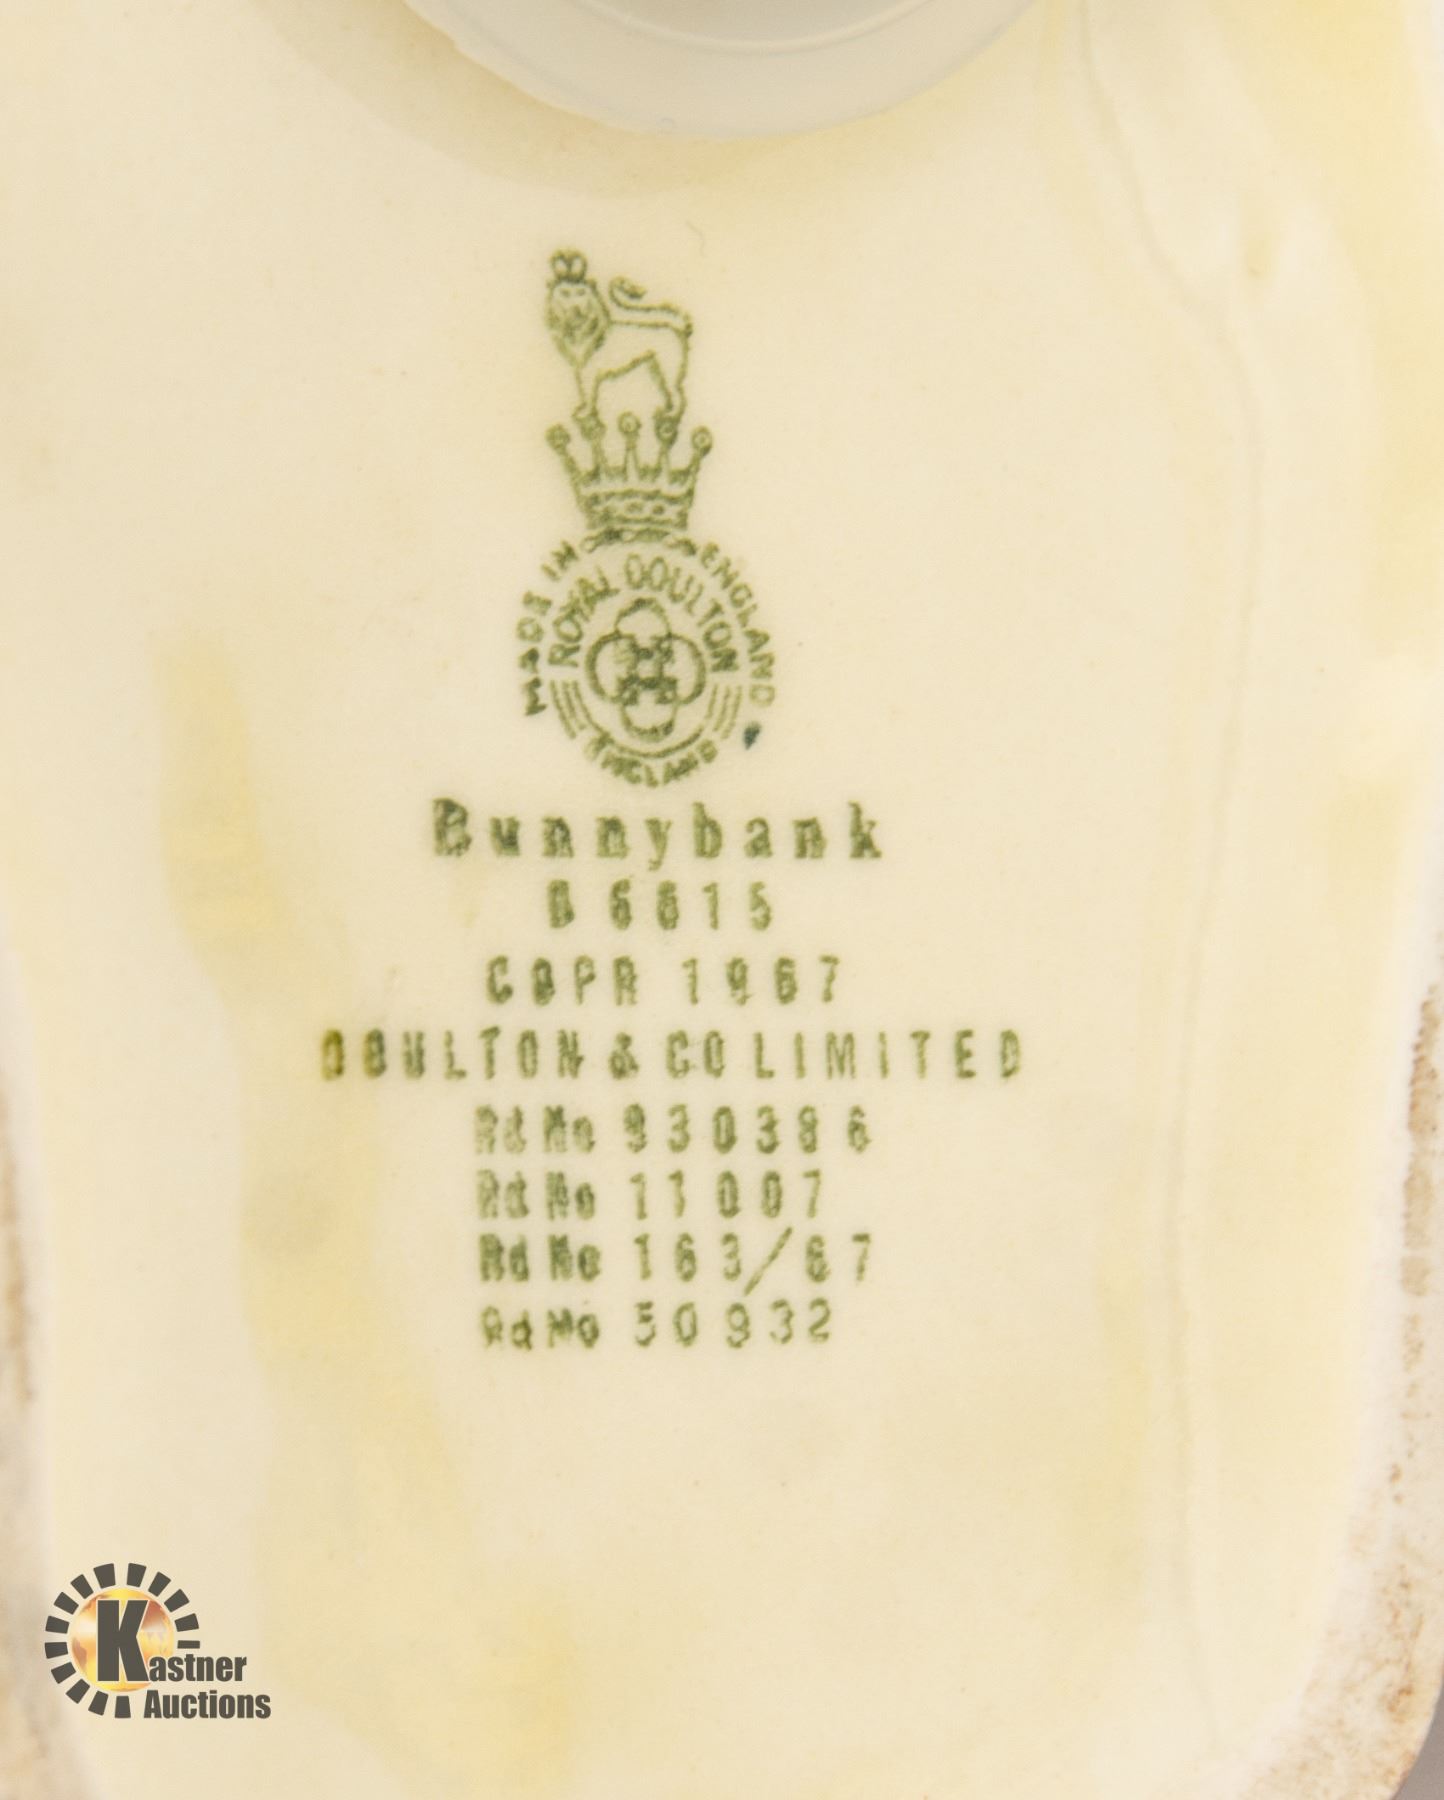 MADE IN ENGLAND
ROYAL DOULTON
ENGLAND
Bunnybank
D 6615
COPR 1967
DOULTON & CO LIMITED
Rd No 930386
Rd No 11007
Rd No 163/67
Rd No 50932
Kastner
Auctions